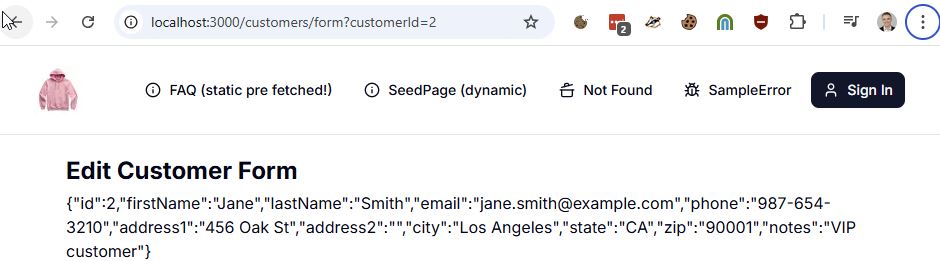 localhost:3000/customers/form?customerId=2
2
FAQ (static pre fetched!) SeedPage (dynamic) Not Found SampleError Sign In
Edit Customer Form
{"id":2,"firstName":"Jane","lastName":"Smith","email":"jane.smith@example.com","phone":"987-654-
3210","address1":"456 Oak St","address2":"","city":"Los Angeles","state":"CA","zip":"90001","notes":"VIP
customer"}